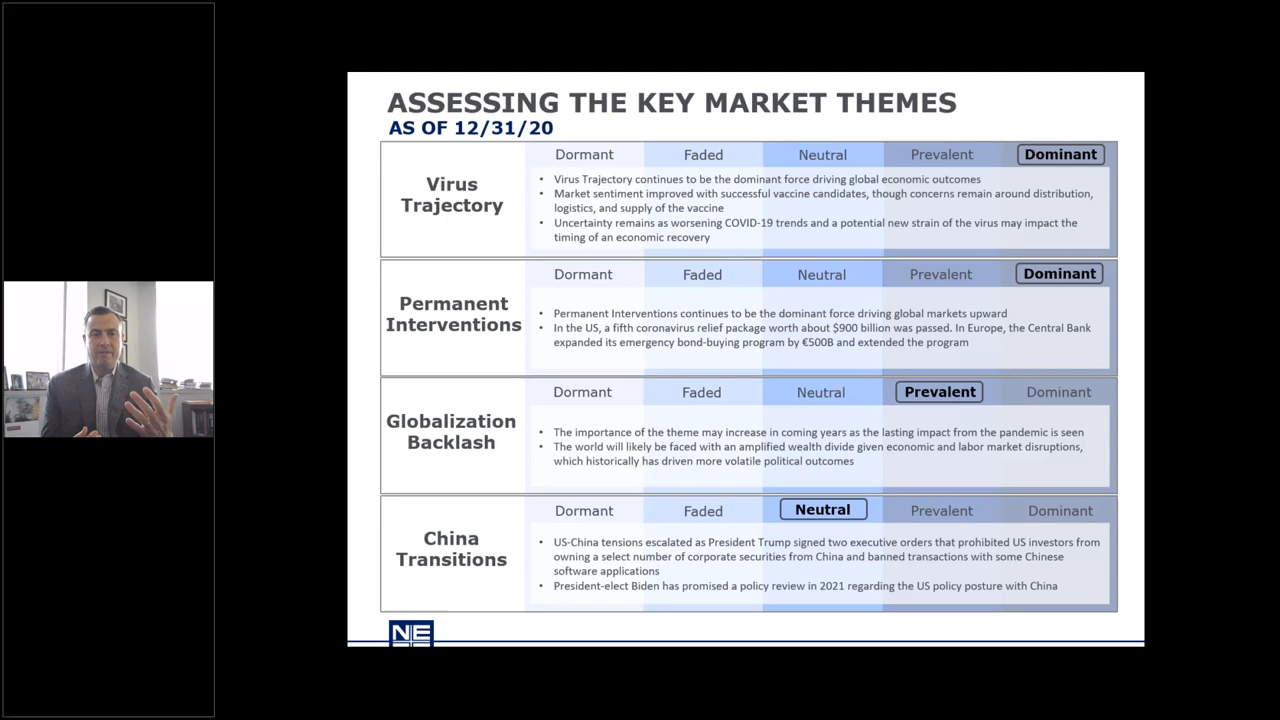 ASSESSING THE KEY MARKET THEMES
AS OF 12/31/20
Virus
Trajectory
Dormant Faded Neutral Prevalent Dominant
• Virus Trajectory continues to be the dominant force driving global economic outcomes
• Market sentiment improved with successful vaccine candidates, though concerns remain around distribution,
logistics, and supply of the vaccine
• Uncertainty remains as worsening COVID-19 trends and a potential new strain of the virus may impact the
timing of an economic recovery
Permanent
Interventions
Dormant Faded Neutral Prevalent Dominant
• Permanent Interventions continues to be the dominant force driving global markets upward
• In the US, a fifth coronavirus relief package worth about $900 billion was passed. In Europe, the Central Bank
expanded its emergency bond-buying program by €500B and extended the program
Globalization
Backlash
Dormant Faded Neutral Prevalent Dominant
• The importance of the theme may increase in coming years as the lasting impact from the pandemic is seen
• The world will likely be faced with an amplified wealth divide given economic and labor market disruptions,
which historically has driven more volatile political outcomes
China
Transitions
Dormant Faded Neutral Prevalent Dominant
• US-China tensions escalated as President Trump signed two executive orders that prohibited US investors from
owning a select number of corporate securities from China and banned transactions with some Chinese
software applications
• President-elect Biden has promised a policy review in 2021 regarding the US policy posture with China
NE